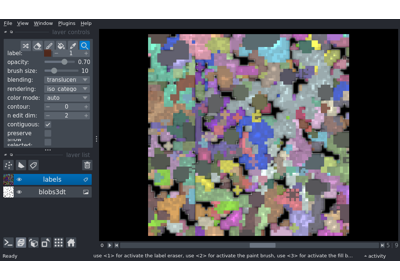 File View Plugins Window Help
layer controls
label: 1
opacity: 0.70
brush size: 10
blending: translucen
rendering: iso_catego
color mode: auto
contour: 0
n edit dim: 2
contiguous:
preserve
show
selected:
layer list
labels
blobs3dt
Ready
use <1> for activate the label eraser, use <2> for activate the paint brush, use <3> for activate the fill b...
activity